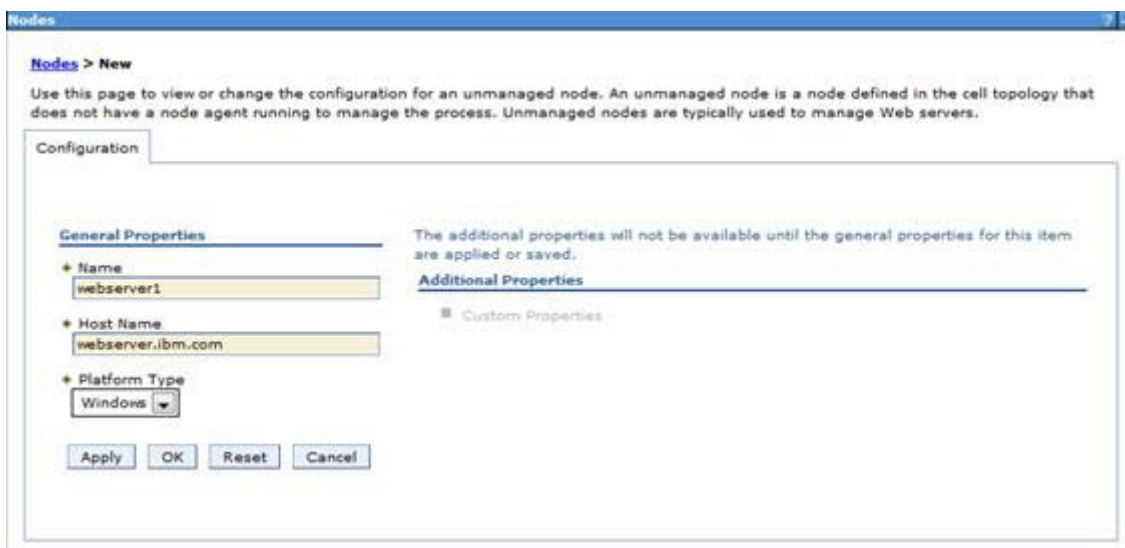 Nodes
?
Nodes > New
Use this page to view or change the configuration for an unmanaged node. An unmanaged node is a node defined in the cell topology that
does not have a node agent running to manage the process. Unmanaged nodes are typically used to manage Web servers.
Configuration
General Properties
Name
webserver1
Host Name
webserver.ibm.com
Platform Type
Windows
Apply OK Reset Cancel
The additional properties will not be available until the general properties for this item
are applied or saved.
Additional Properties
Custom Properties